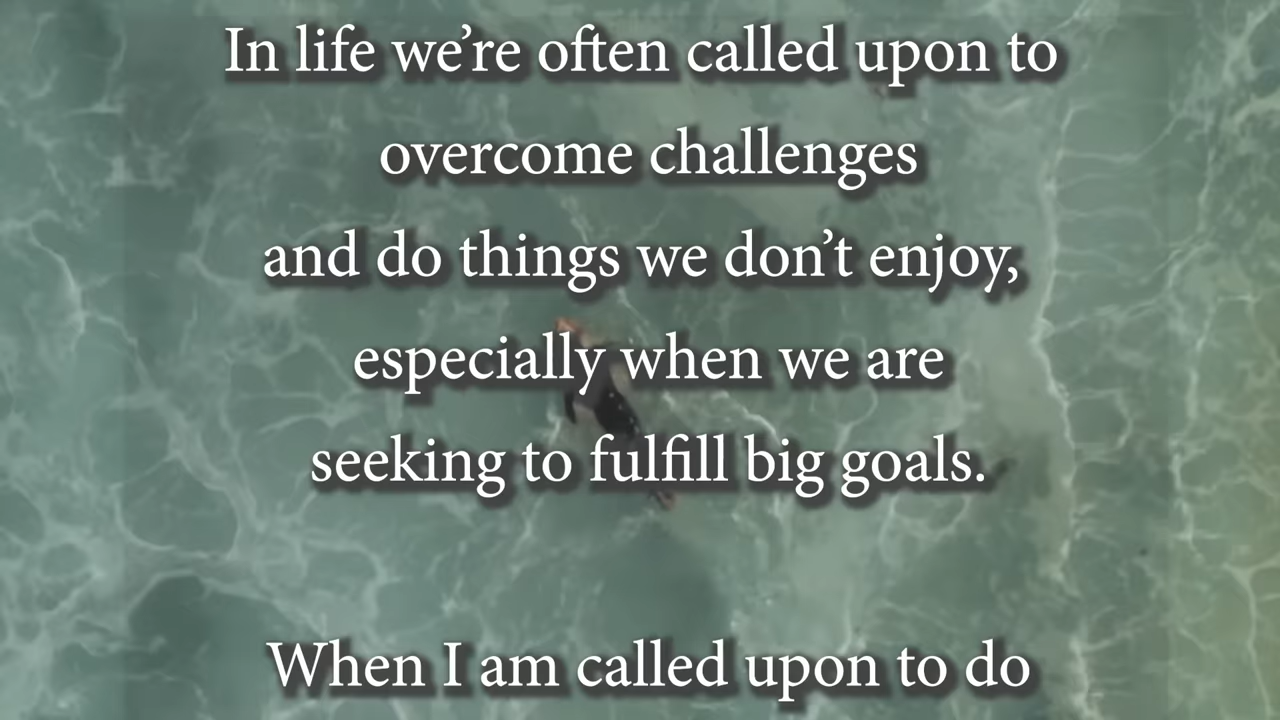 In life we’re often called upon to
overcome challenges
and do things we don’t enjoy,
especially when we are
seeking to fulfill big goals.
When I am called upon to do